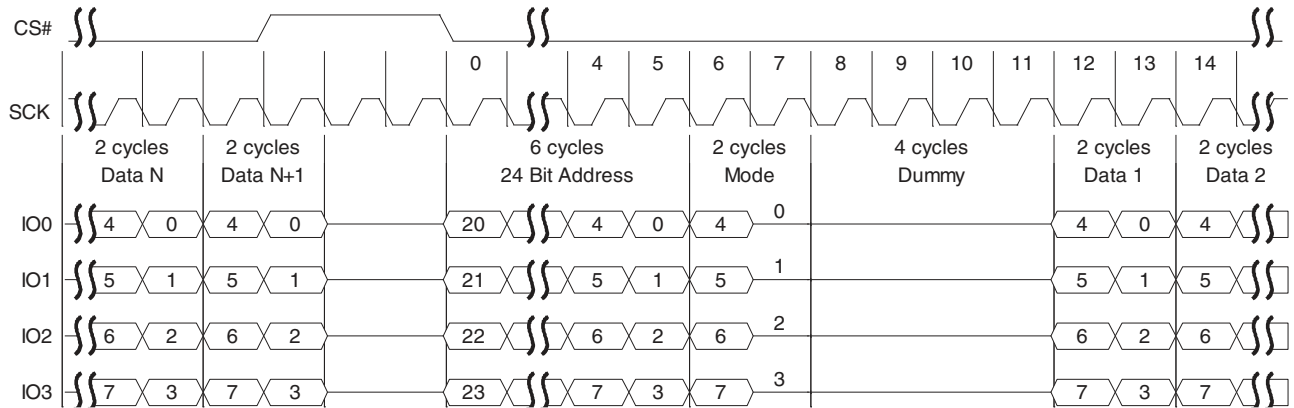 CS#
0 4 5 6 7 8 9 10 11 12 13 14
SCK
2 cycles 2 cycles 6 cycles 2 cycles 4 cycles 2 cycles 2 cycles
Data N Data N+1 24 Bit Address Mode Dummy Data 1 Data 2
IO0 4 0 4 0 20 4 0 4 0 4 0 4
IO1 5 1 5 1 21 5 1 5 1 5 1 5
IO2 6 2 6 2 22 6 2 6 2 6 2 6
IO3 7 3 7 3 23 7 3 7 3 7 3 7